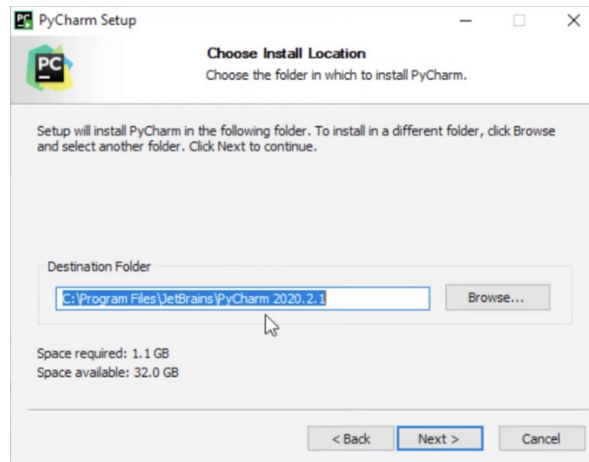 PC PyCharm Setup
PC
Choose Install Location
Choose the folder in which to install PyCharm.
Setup will install PyCharm in the following folder. To install in a different folder, click Browse
and select another folder. Click Next to continue.
Destination Folder
C:\Program Files\JetBrains\PyCharm 2020.2.1
Browse...
Space required: 1.1 GB
Space available: 32.0 GB
< Back
Next >
Cancel